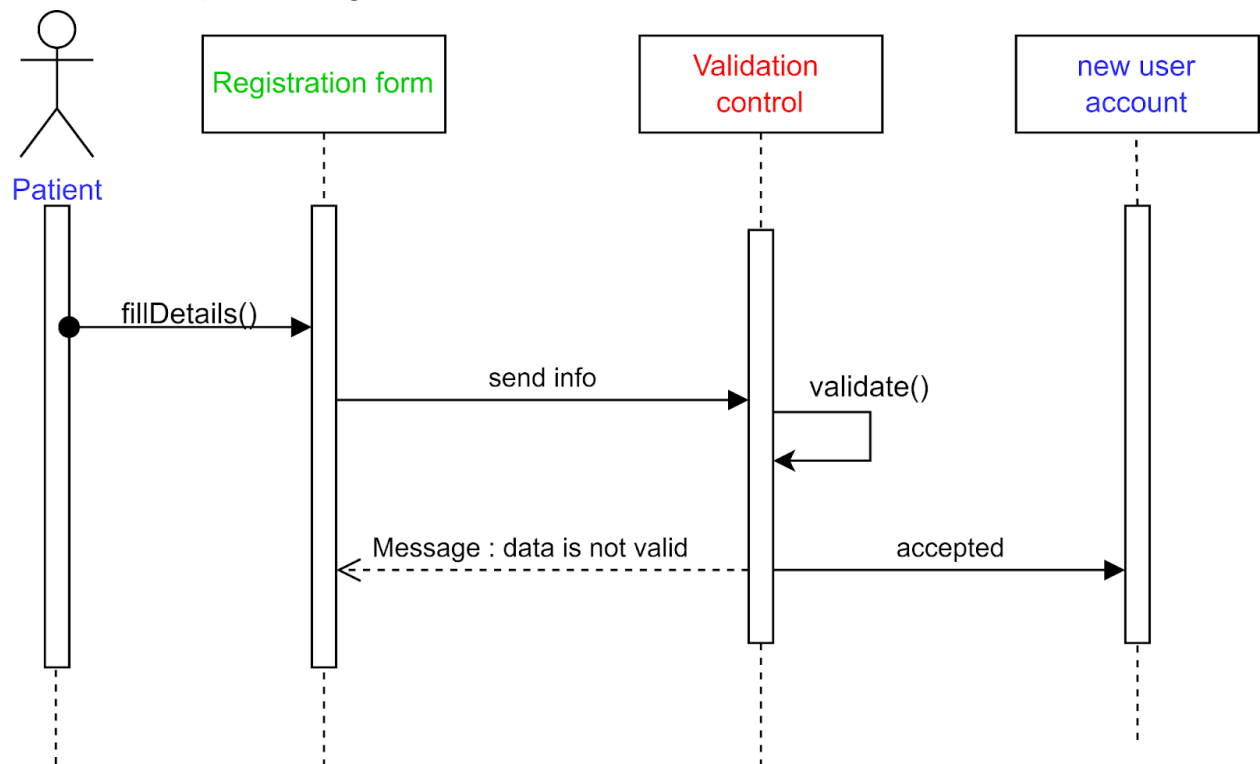 Registration form
Validation
control
new user
account
Patient
fillDetails()
send info
validate()
Message : data is not valid
accepted